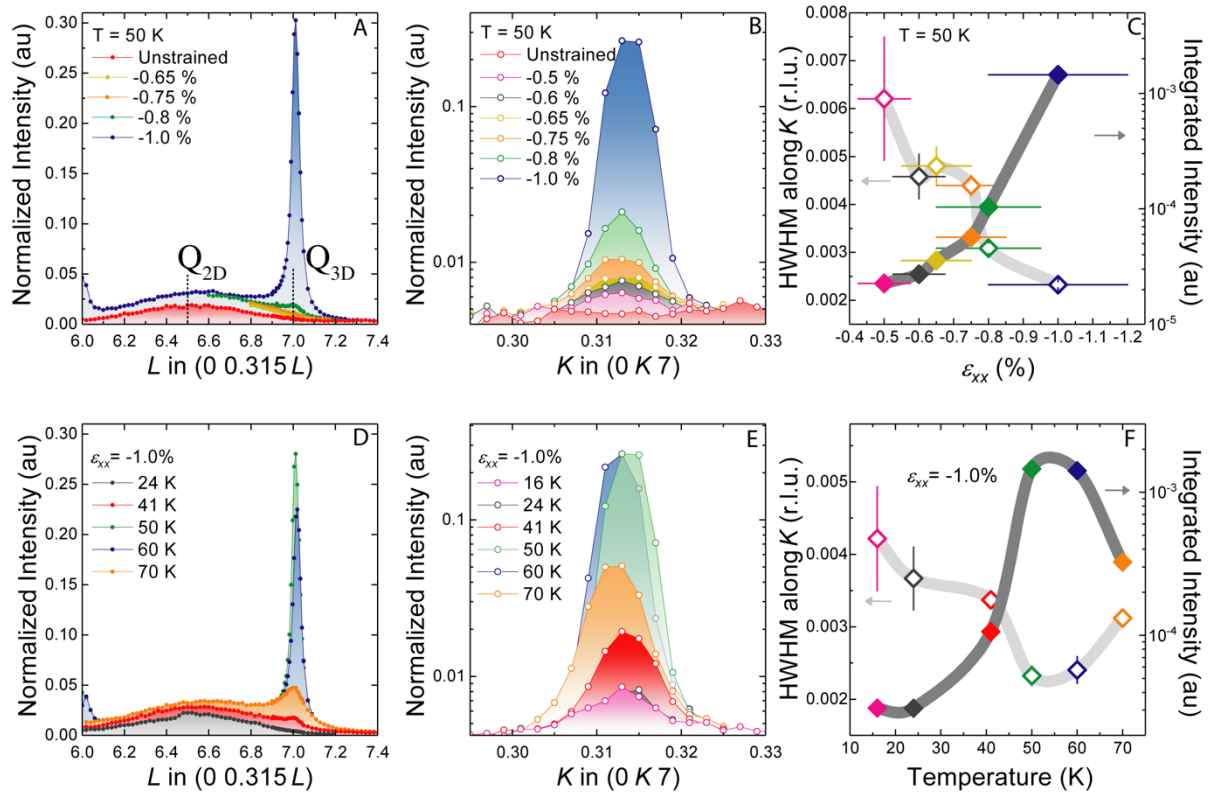 A
T = 50 K
Unstrained
-0.65 %
-0.75 %
-0.8 %
-1.0 %
Q2D
Q3D
0.30
0.25
0.20
0.15
0.10
0.05
0.00
Normalized Intensity (au)
6.0 6.2 6.4 6.6 6.8 7.0 7.2 7.4
L in (0 0.315 L)
B
T = 50 K
Unstrained
-0.5 %
-0.6 %
-0.65 %
-0.75 %
-0.8 %
-1.0 %
0.1
0.01
Normalized Intensity (au)
0.30 0.31 0.32 0.33
K in (0 K 7)
C
T = 50 K
0.008
0.007
0.006
0.005
0.004
0.003
0.002
HWHM along K (r.l.u.)
10-3
10-4
10-5
Integrated Intensity (au)
-0.4 -0.5 -0.6 -0.7 -0.8 -0.9 -1.0 -1.1 -1.2
εxx (%)
D
εxx= -1.0%
24 K
41 K
50 K
60 K
70 K
0.30
0.25
0.20
0.15
0.10
0.05
0.00
Normalized Intensity (au)
6.0 6.2 6.4 6.6 6.8 7.0 7.2 7.4
L in (0 0.315 L)
E
εxx= -1.0%
16 K
24 K
41 K
50 K
60 K
70 K
0.1
0.01
Normalized Intensity (au)
0.30 0.31 0.32 0.33
K in (0 K 7)
F
εxx= -1.0%
0.005
0.004
0.003
0.002
HWHM along K (r.l.u.)
10-3
10-4
Integrated Intensity (au)
10 20 30 40 50 60 70
Temperature (K)